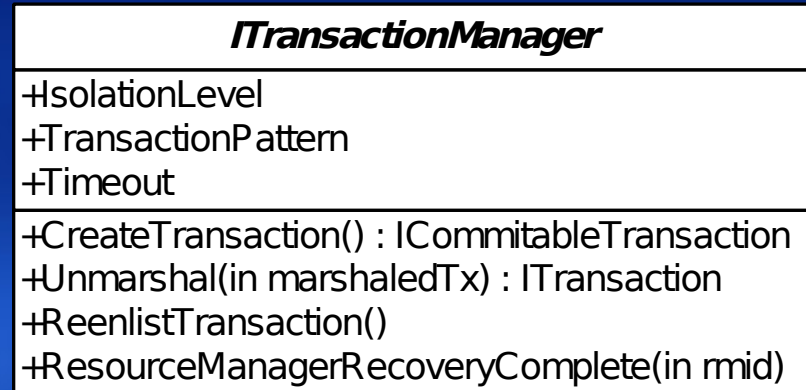 ITransactionManager
+IsolationLevel
+TransactionPattern
+Timeout
+CreateTransaction() : ICommitableTransaction
+Unmarshal(in marshaledTx) : ITransaction
+ReenlistTransaction()
+ResourceManagerRecoveryComplete(in rmid)